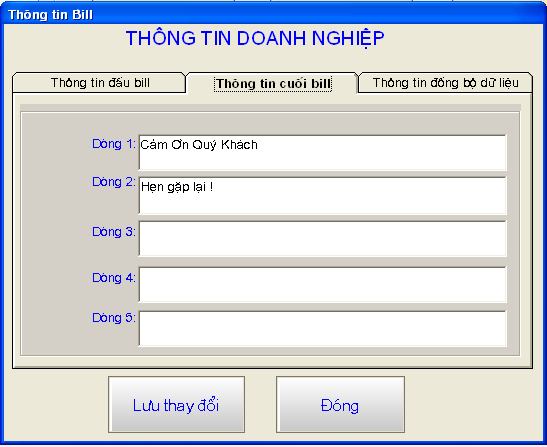 Thông tin Bill
THÔNG TIN DOANH NGHIỆP
Thông tin đầu bill
Thông tin cuối bill
Thông tin đồng bộ dữ liệu
Dòng 1:
Cám Ơn Quý Khách
Dòng 2:
Hẹn gặp lại !
Dòng 3:
Dòng 4:
Dòng 5:
Lưu thay đổi
Đóng